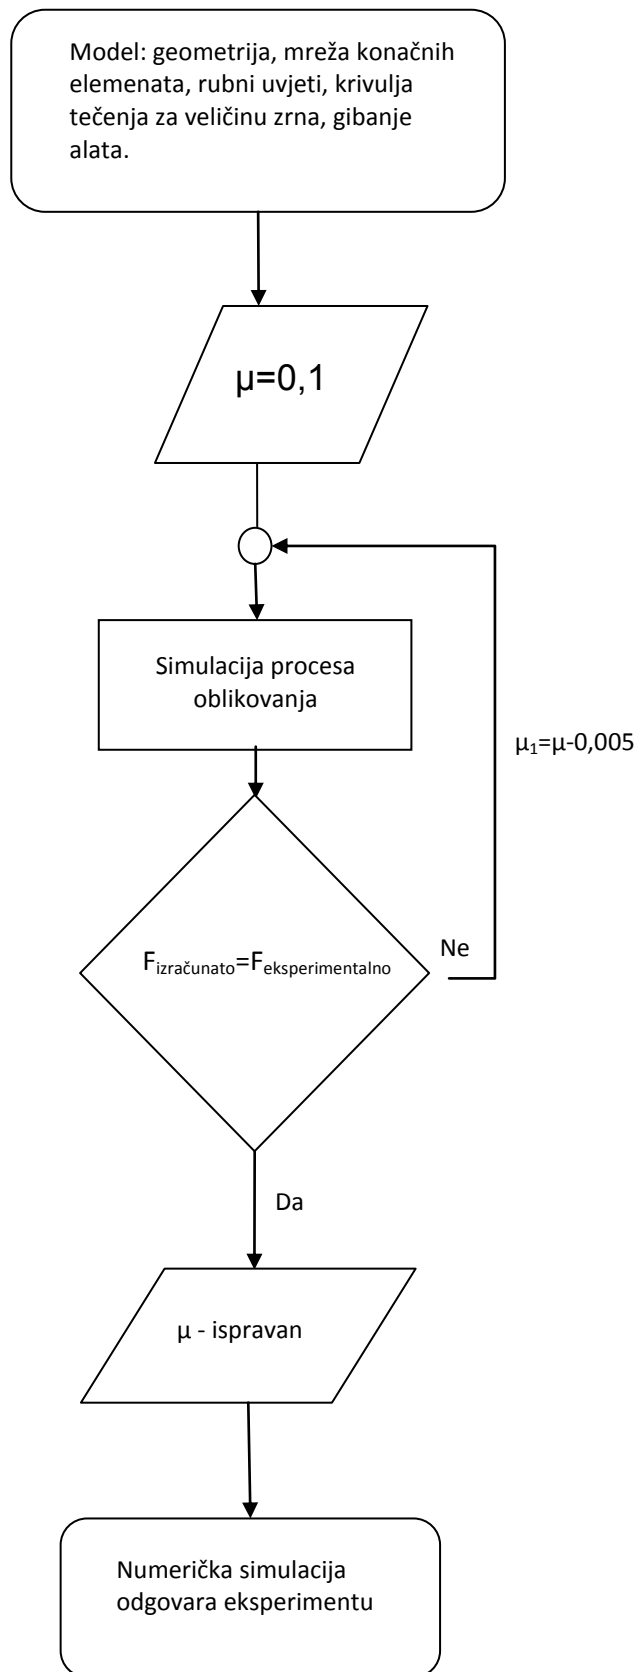 Model: geometrija, mreža konačnih
elemenata, rubni uvjeti, krivulja
tečenja za veličinu zrna, gibanje
alata.
µ=0,1
Simulacija procesa
oblikovanja
µ₁=µ-0,005
Fizračunato=Feksperimentalno
Ne
Da
µ - ispravan
Numerička simulacija
odgovara eksperimentu